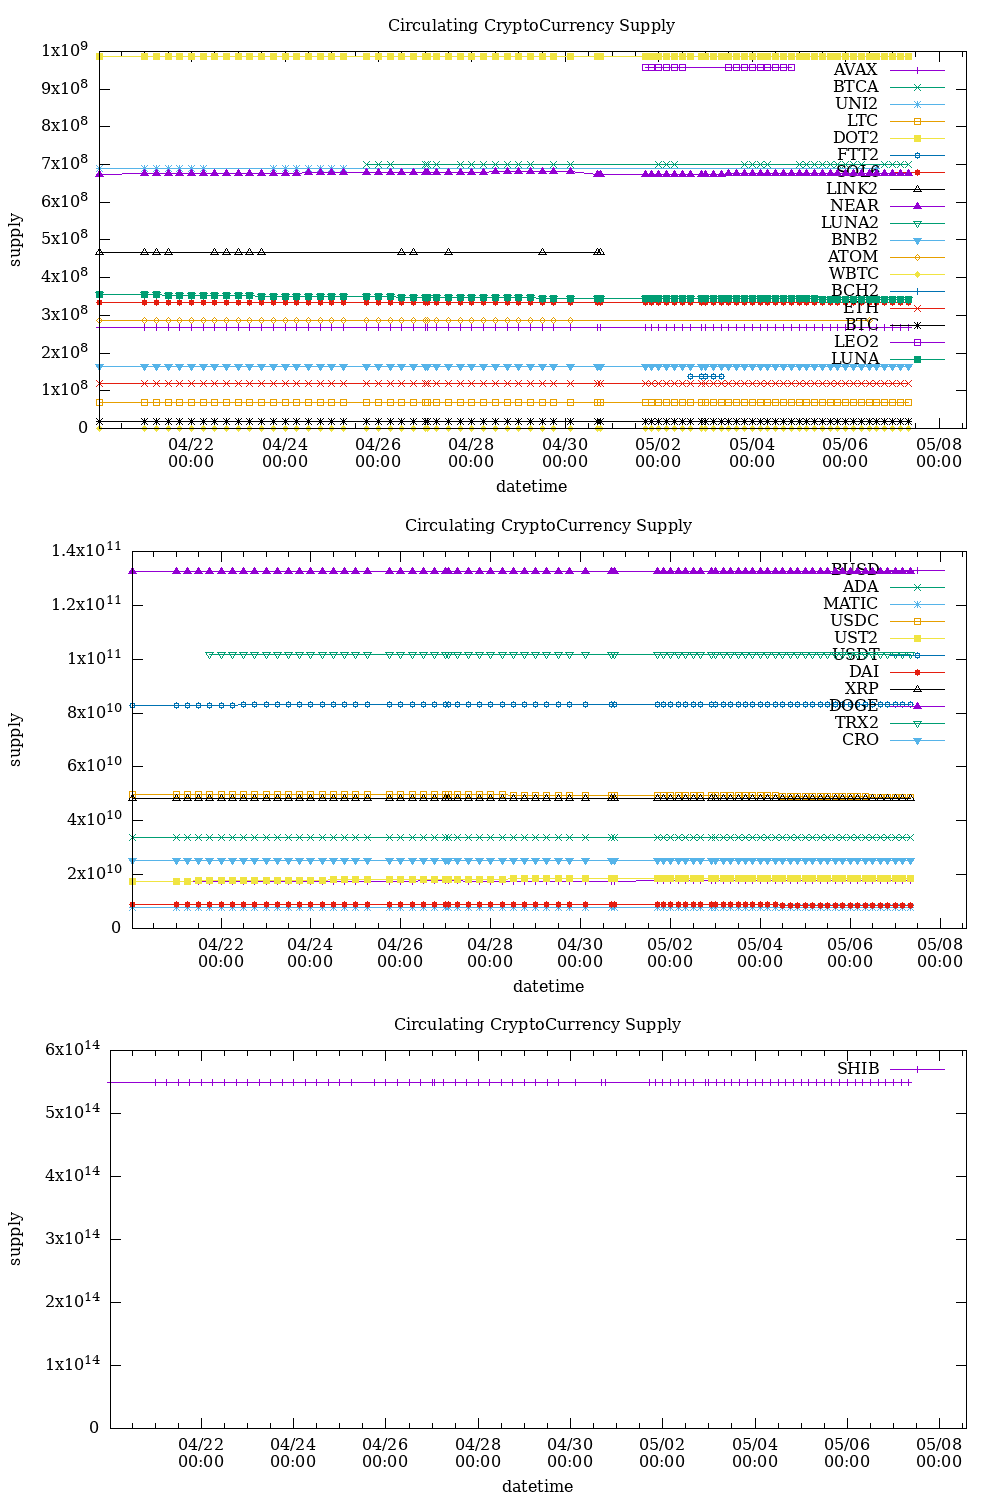 Circulating CryptoCurrency Supply
1x10^9
9x10^8
8x10^8
7x10^8
6x10^8
5x10^8
4x10^8
3x10^8
2x10^8
1x10^8
0
supply
AVAX
BTCA
UNI2
LTC
DOT2
FTT2
SOL6
LINK2
NEAR
LUNA2
BNB2
ATOM
WBTC
BCH2
ETH
BTC
LEO2
LUNA
04/22 04/24 04/26 04/28 04/30 05/02 05/04 05/06 05/08
00:00 00:00 00:00 00:00 00:00 00:00 00:00 00:00 00:00
datetime
Circulating CryptoCurrency Supply
1.4x10^11
1.2x10^11
1x10^11
8x10^10
6x10^10
4x10^10
2x10^10
0
supply
BUSD
ADA
MATIC
USDC
UST2
USDT
DAI
XRP
DOGE
TRX2
CRO
04/22 04/24 04/26 04/28 04/30 05/02 05/04 05/06 05/08
00:00 00:00 00:00 00:00 00:00 00:00 00:00 00:00 00:00
datetime
Circulating CryptoCurrency Supply
6x10^14
5x10^14
4x10^14
3x10^14
2x10^14
1x10^14
0
supply
SHIB
04/22 04/24 04/26 04/28 04/30 05/02 05/04 05/06 05/08
00:00 00:00 00:00 00:00 00:00 00:00 00:00 00:00 00:00
datetime